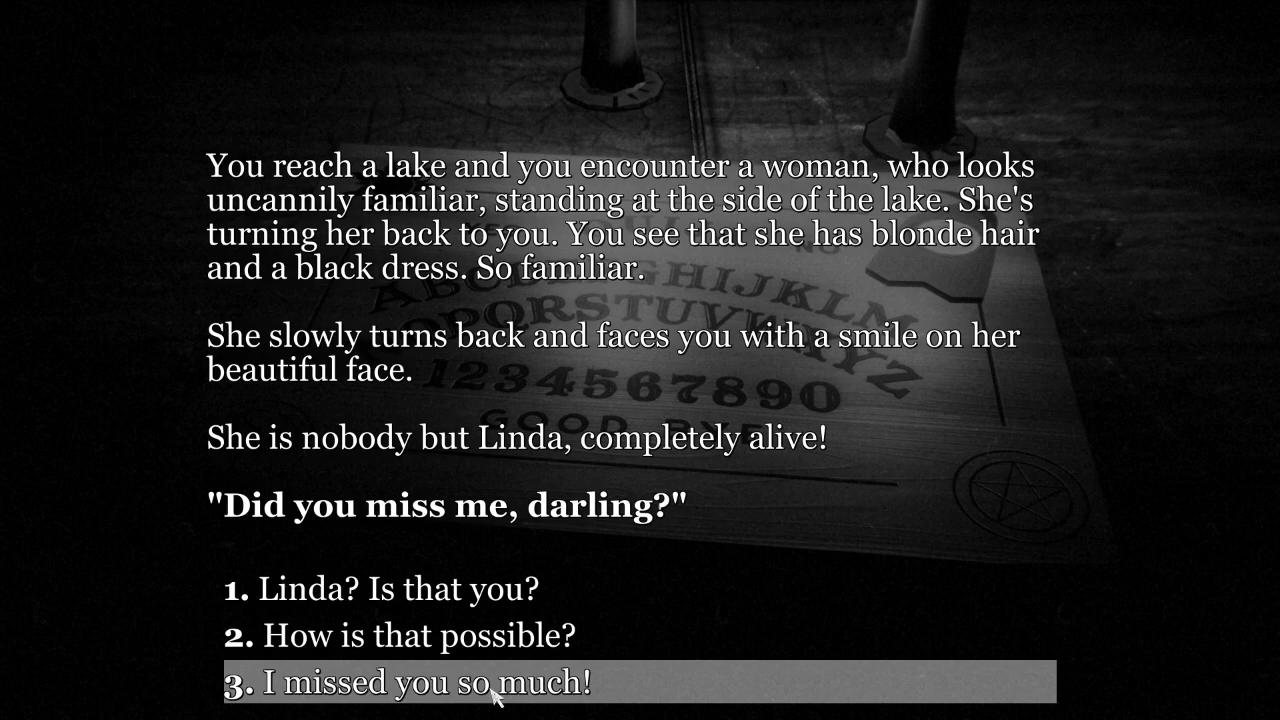 You reach a lake and you encounter a woman, who looks
uncannily familiar, standing at the side of the lake. She's
turning her back to you. You see that she has blonde hair
and a black dress. So familiar.
She slowly turns back and faces you with a smile on her
beautiful face.
She is nobody but Linda, completely alive!
"Did you miss me, darling?"
1. Linda? Is that you?
2. How is that possible?
3. I missed you so much!
NO
1234567890
GOOD BYE